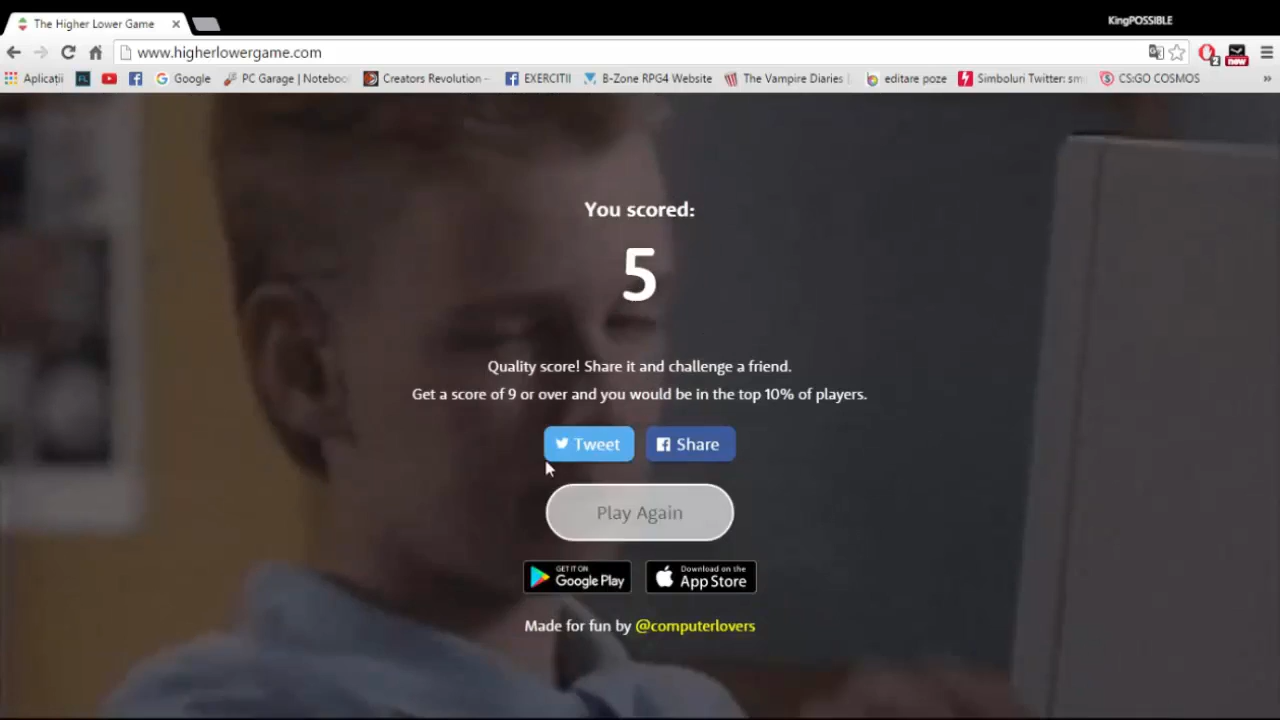 The Higher Lower Game
KingPOSSIBLE
www.higherlowergame.com
2
new
Aplicații
Google
PC Garage | Noteboo
Creators Revolution –
EXERCITII
B-Zone RPG4 Website
The Vampire Diaries |
editare poze
Simboluri Twitter: sm
CS:GO COSMOS
You scored:
5
Quality score! Share it and challenge a friend.
Get a score of 9 or over and you would be in the top 10% of players.
Tweet
Share
Play Again
GET IT ON
Google Play
Download on the
App Store
Made for fun by @computerlovers